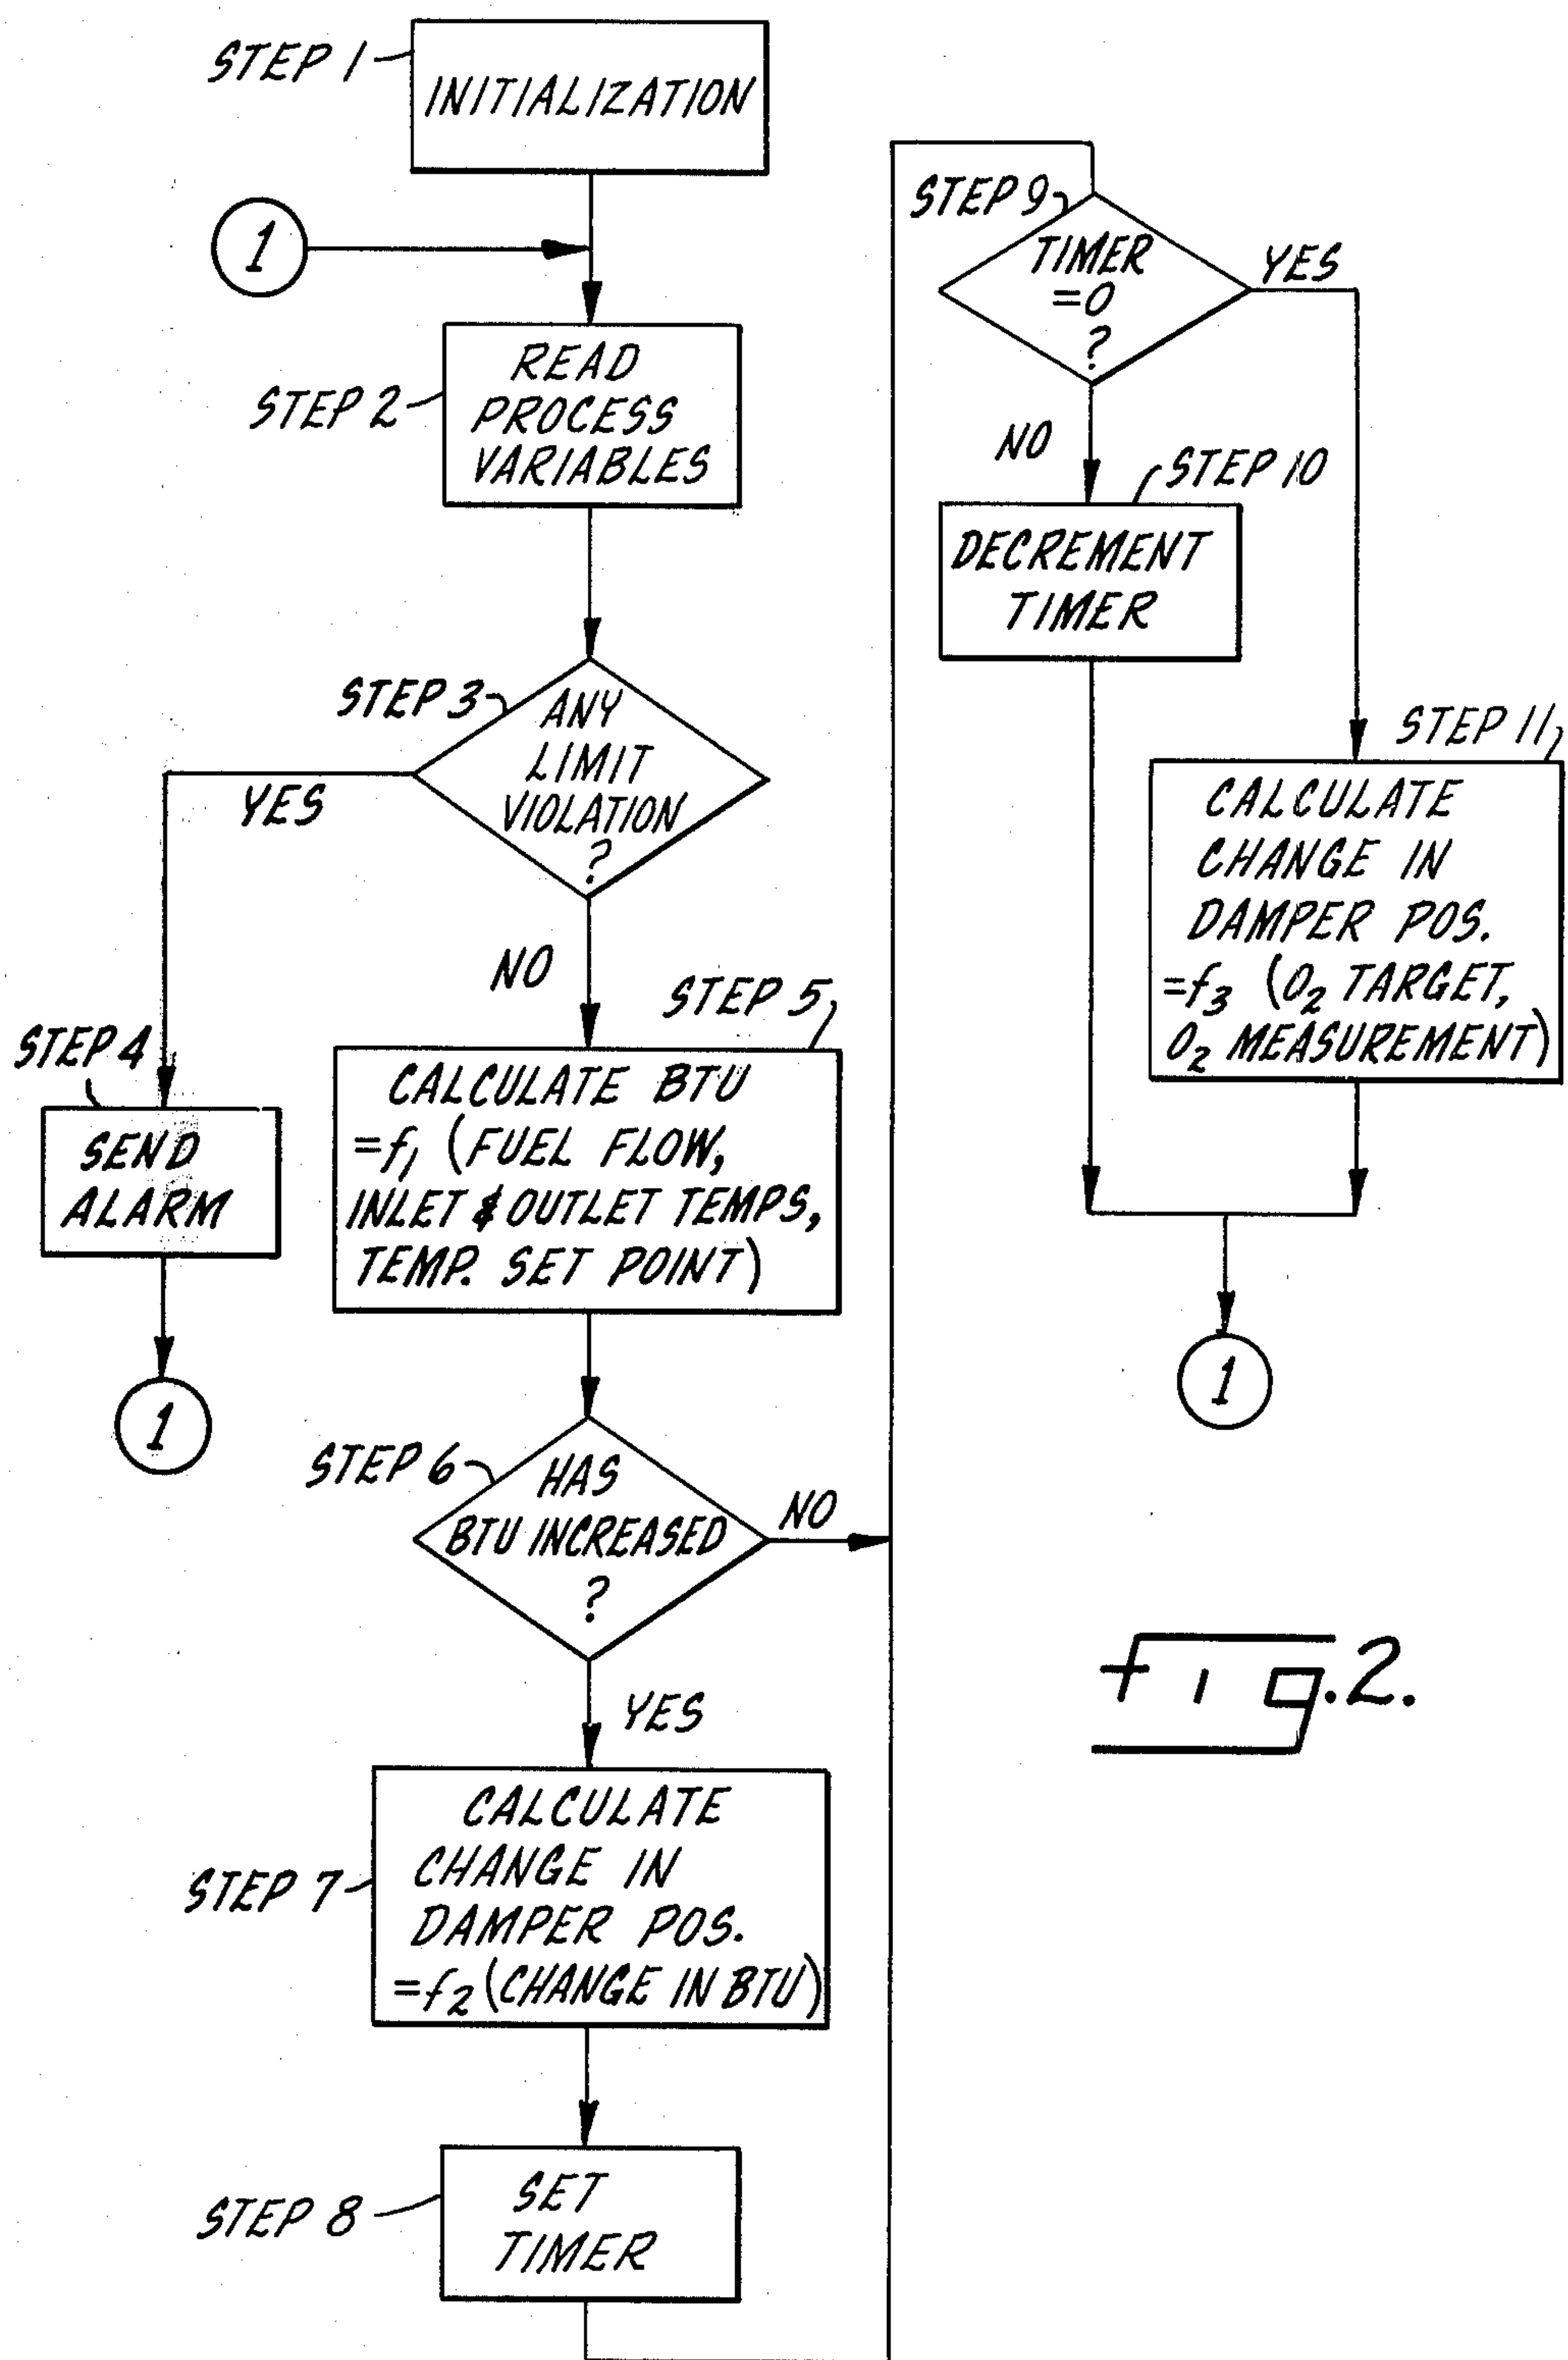 STEP 1
INITIALIZATION
1
STEP 2
READ
PROCESS
VARIABLES
STEP 3
ANY
LIMIT
VIOLATION
?
YES
NO
STEP 4
SEND
ALARM
1
STEP 5
CALCULATE BTU
=f₁ (FUEL FLOW,
INLET & OUTLET TEMPS,
TEMP. SET POINT)
STEP 6
HAS
BTU INCREASED
?
NO
YES
STEP 7
CALCULATE
CHANGE IN
DAMPER POS.
=f₂ (CHANGE IN BTU)
STEP 8
SET
TIMER
STEP 9
TIMER
=0
?
YES
NO
STEP 10
DECREMENT
TIMER
STEP 11
CALCULATE
CHANGE IN
DAMPER POS.
=f₃ (O₂ TARGET,
O₂ MEASUREMENT)
1
fig.2.